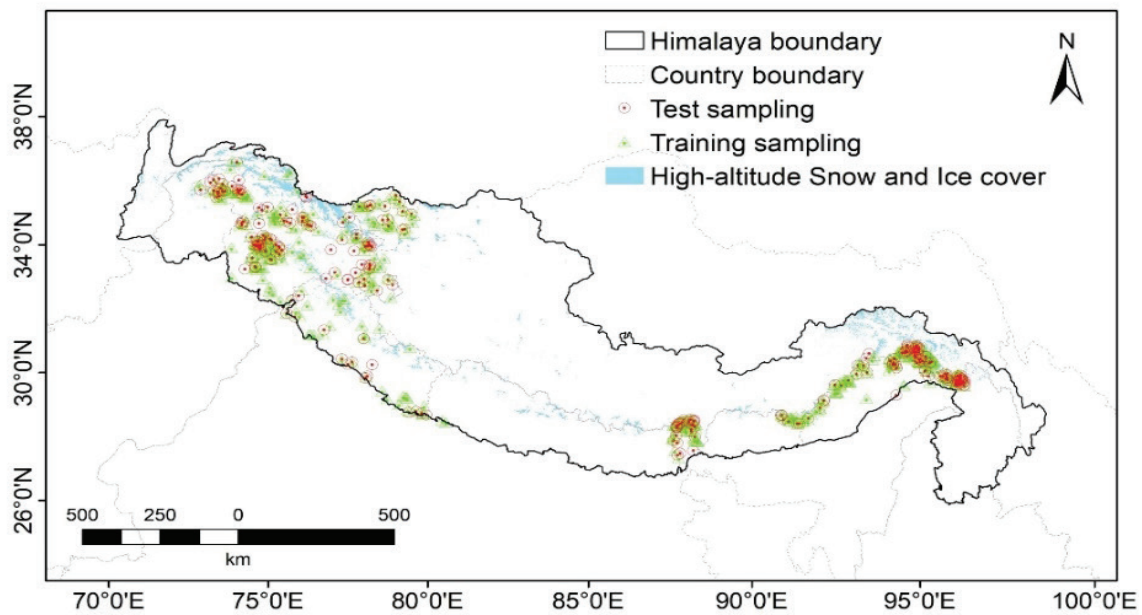 Himalaya boundary
Country boundary
Test sampling
Training sampling
High-altitude Snow and Ice cover
N
38°0'N
34°0'N
30°0'N
26°0'N
500 250 0 500
km
70°0'E 75°0'E 80°0'E 85°0'E 90°0'E 95°0'E 100°0'E